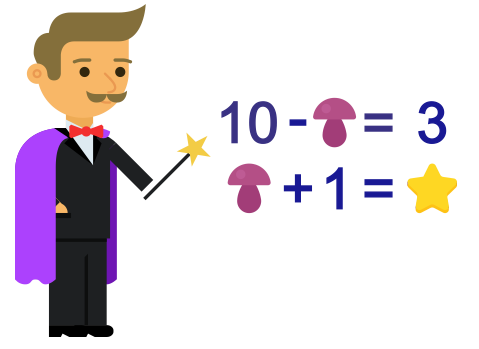 10 - = 3
+ 1 =